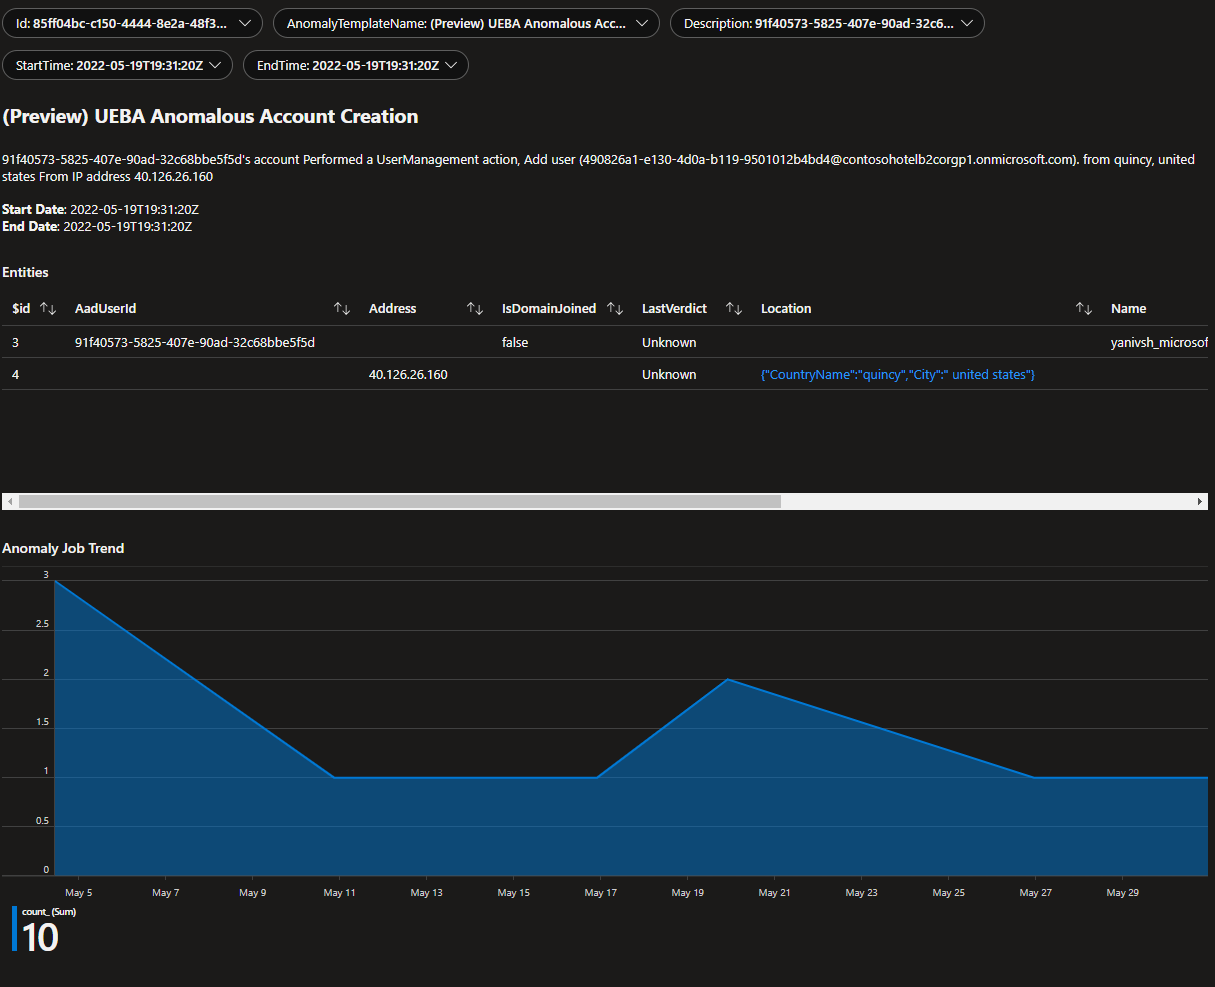 Id: 85ff04bc-c150-4444-8e2a-48f3...
AnomalyTemplateName: (Preview) UEBA Anomalous Acc...
Description: 91f40573-5825-407e-90ad-32c6...
StartTime: 2022-05-19T19:31:20Z
EndTime: 2022-05-19T19:31:20Z
(Preview) UEBA Anomalous Account Creation
91f40573-5825-407e-90ad-32c68bbe5f5d's account Performed a UserManagement action, Add user (490826a1-e130-4d0a-b119-9501012b4bd4@contosohotelb2corgp1.onmicrosoft.com). from quincy, united
states From IP address 40.126.26.160
Start Date: 2022-05-19T19:31:20Z
End Date: 2022-05-19T19:31:20Z
Entities
$id AadUserId Address IsDomainJoined LastVerdict Location Name
3 91f40573-5825-407e-90ad-32c68bbe5f5d false Unknown yanivsh_microsof
4 40.126.26.160 Unknown {"CountryName":"quincy","City":" united states"}
Anomaly Job Trend
3
2.5
2
1.5
1
0.5
0
May 5 May 7 May 9 May 11 May 13 May 15 May 17 May 19 May 21 May 23 May 25 May 27 May 29
count_ (Sum)
10